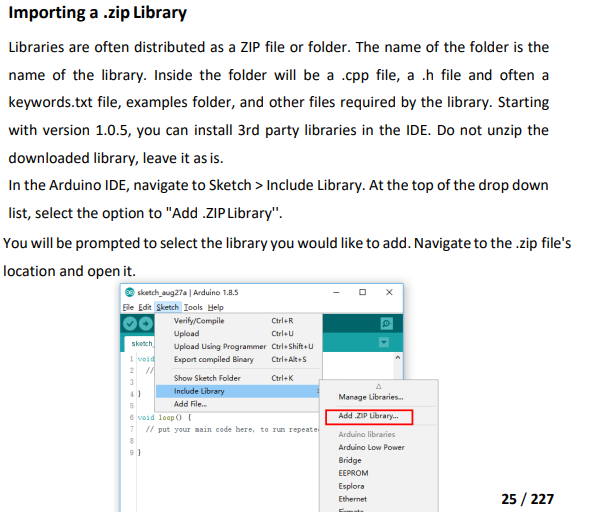 Importing a .zip Library
Libraries are often distributed as a ZIP file or folder. The name of the folder is the
name of the library. Inside the folder will be a .cpp file, a .h file and often a
keywords.txt file, examples folder, and other files required by the library. Starting
with version 1.0.5, you can install 3rd party libraries in the IDE. Do not unzip the
downloaded library, leave it as is.
In the Arduino IDE, navigate to Sketch > Include Library. At the top of the drop down
list, select the option to "Add .ZIP Library''.
You will be prompted to select the library you would like to add. Navigate to the .zip file's
location and open it.
sketch_aug27a | Arduino 1.8.5
File Edit Sketch Tools Help
Verify/Compile Ctrl+R
Upload Ctrl+U
Upload Using Programmer Ctrl+Shift+U
Export compiled Binary Ctrl+Alt+S
Show Sketch Folder Ctrl+K
Include Library
Add File...
sketch_
1 void
2 //
3
4 }
5
6 void loop() {
7 // put your main code here, to run repeate
8
9 }
Manage Libraries...
Add .ZIP Library...
Arduino libraries
Arduino Low Power
Bridge
EEPROM
Esplora
Ethernet
25 / 227